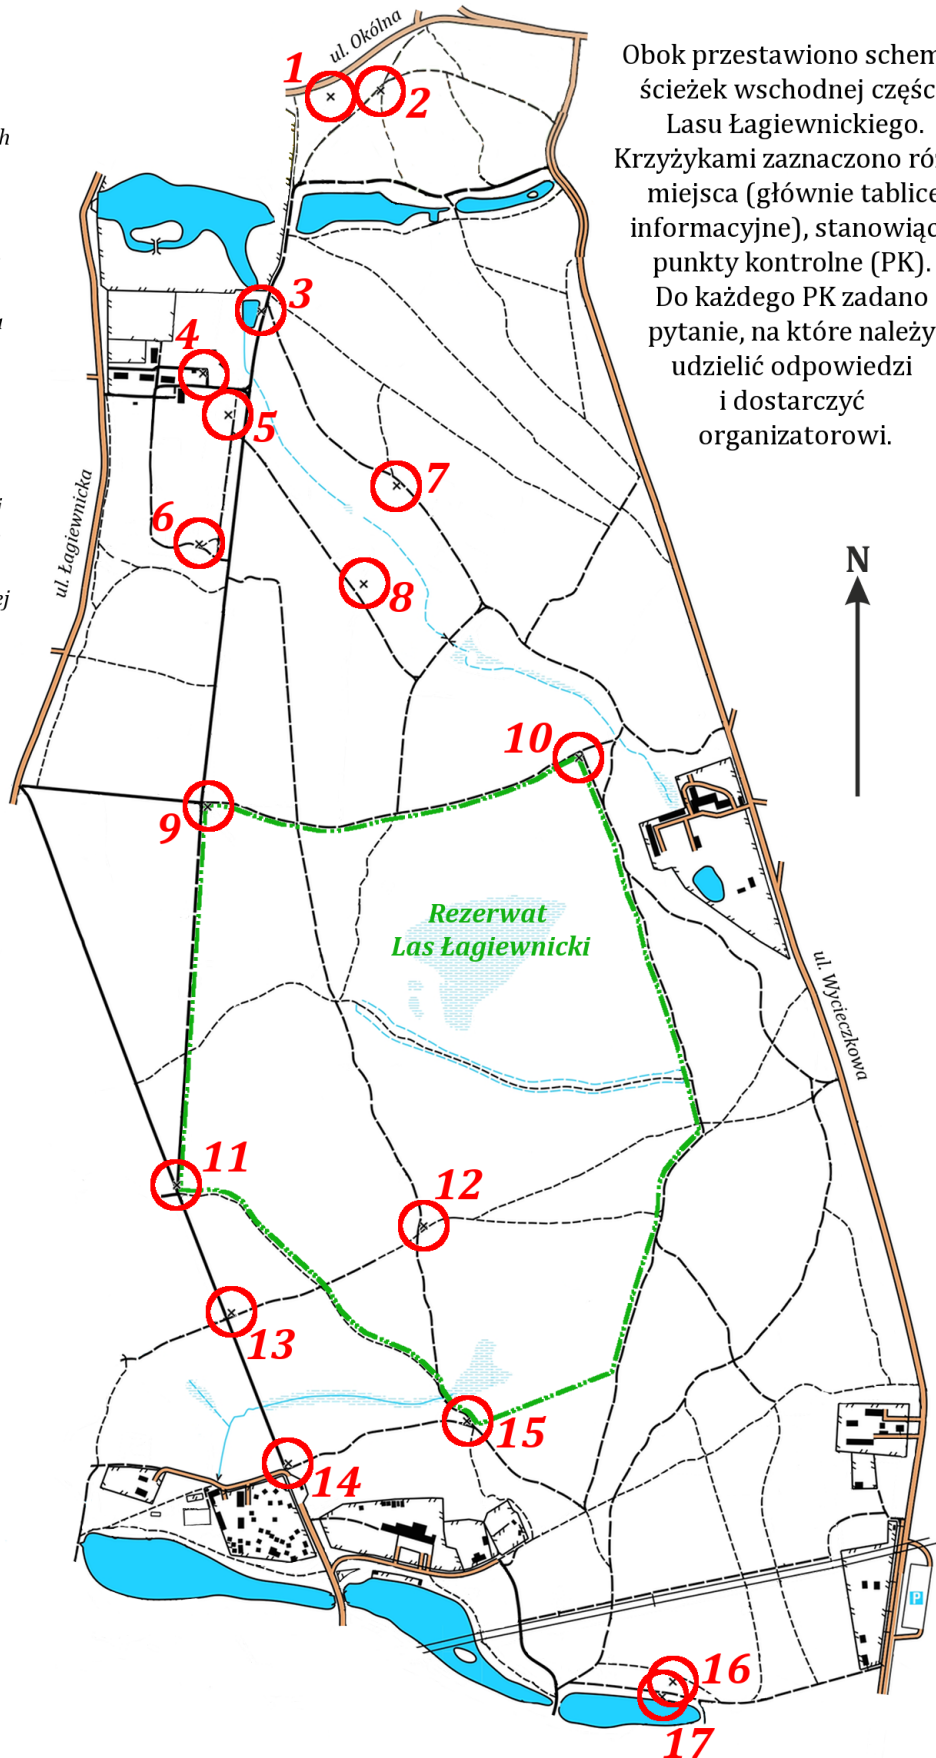 ul. Okólna
Obok przestawiono schem
ścieżek wschodnej częśc
Lasu Łagiewnickiego.
Krzyżykami zaznaczono ró
miejsca (głównie tablice
informacyjne), stanowiąc
punkty kontrolne (PK).
Do każdego PK zadano
pytanie, na które należy
udzielić odpowiedzi
i dostarczyć
organizatorowi.
1
2
h
3
4
5
ul. Łagiewnicka
7
6
8
ej
N
10
9
Rezerwat
Las Łagiewnicki
ul. Wycieczkowa
11
12
13
15
14
P
16
17